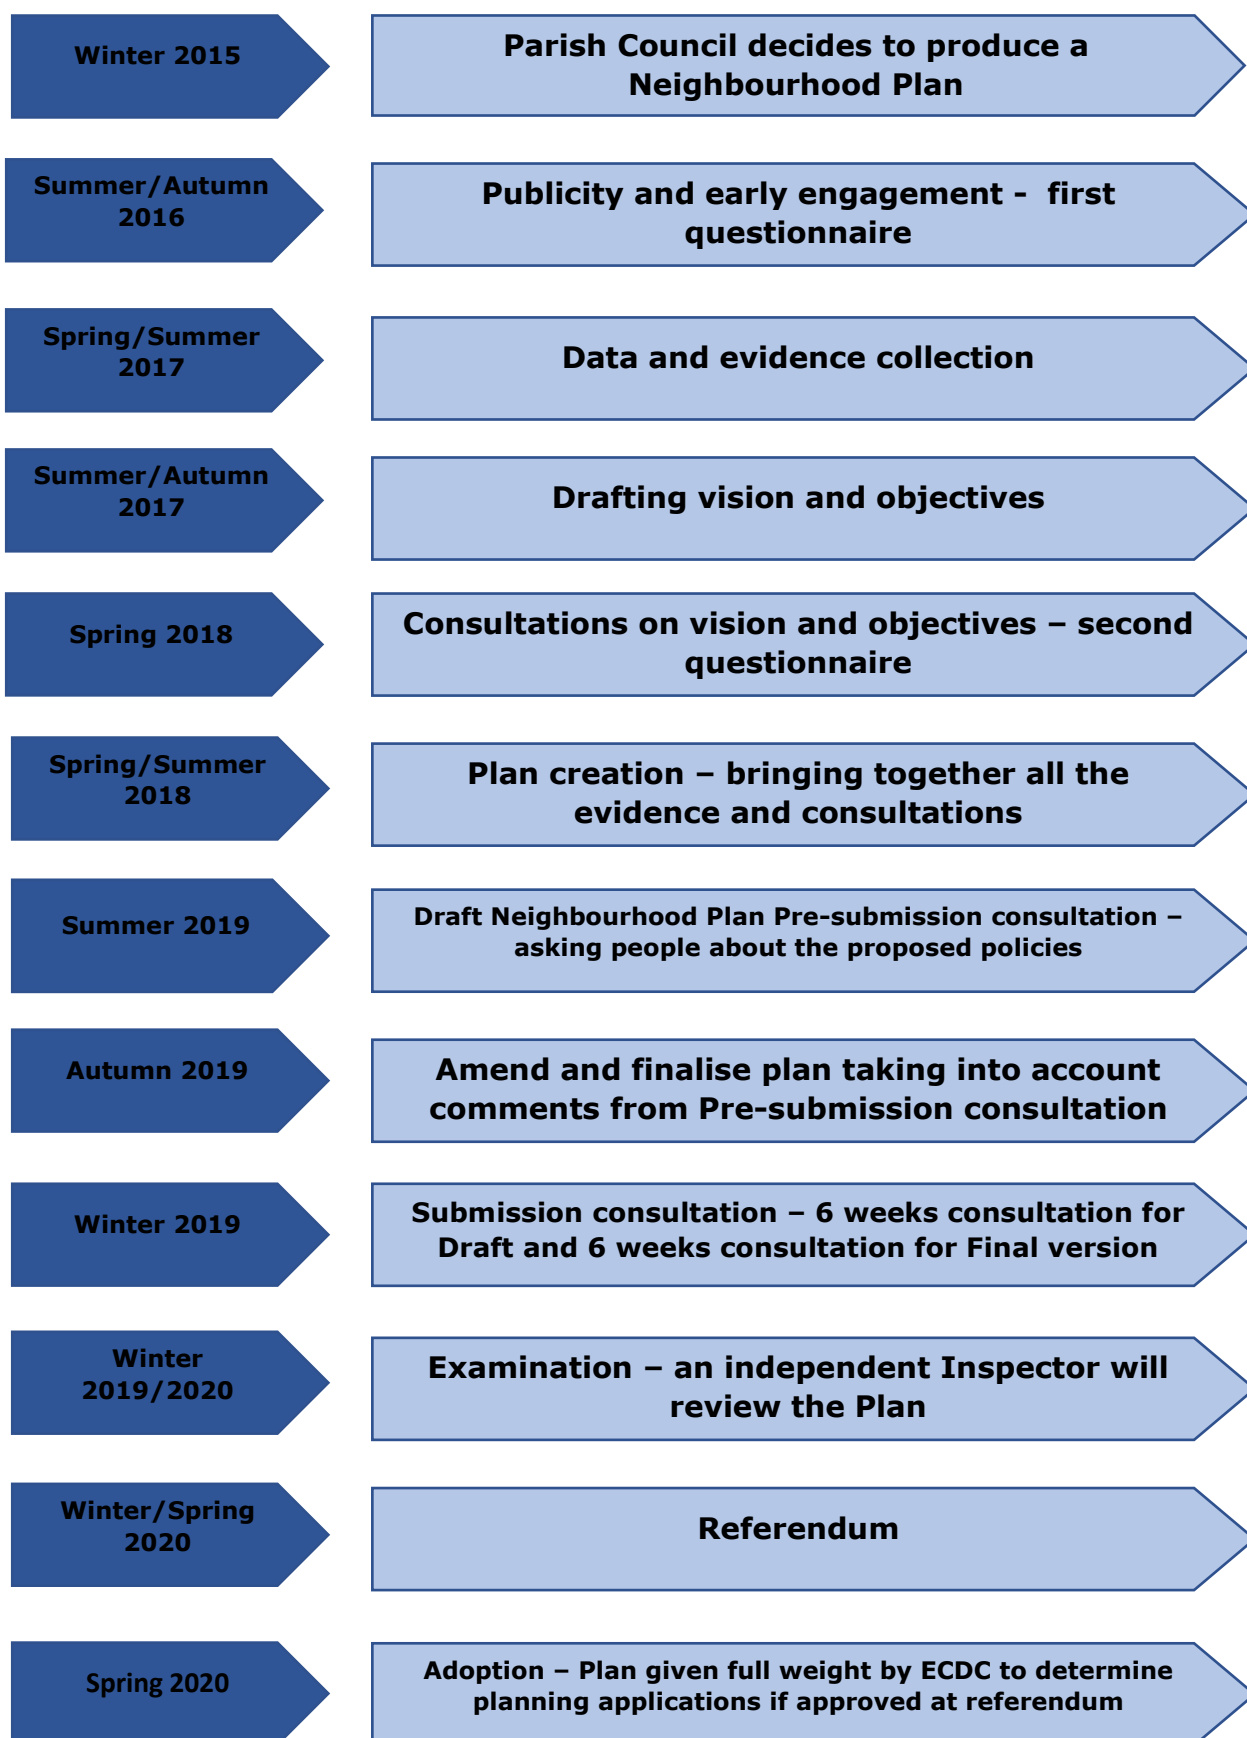 Winter 2015
Parish Council decides to produce a
Neighbourhood Plan
Summer/Autumn
2016
Publicity and early engagement - first
questionnaire
Spring/Summer
2017
Data and evidence collection
Summer/Autumn
2017
Drafting vision and objectives
Spring 2018
Consultations on vision and objectives – second
questionnaire
Spring/Summer
2018
Plan creation – bringing together all the
evidence and consultations
Summer 2019
Draft Neighbourhood Plan Pre-submission consultation –
asking people about the proposed policies
Autumn 2019
Amend and finalise plan taking into account
comments from Pre-submission consultation
Winter 2019
Submission consultation – 6 weeks consultation for
Draft and 6 weeks consultation for Final version
Winter
2019/2020
Examination – an independent Inspector will
review the Plan
Winter/Spring
2020
Referendum
Spring 2020
Adoption – Plan given full weight by ECDC to determine
planning applications if approved at referendum